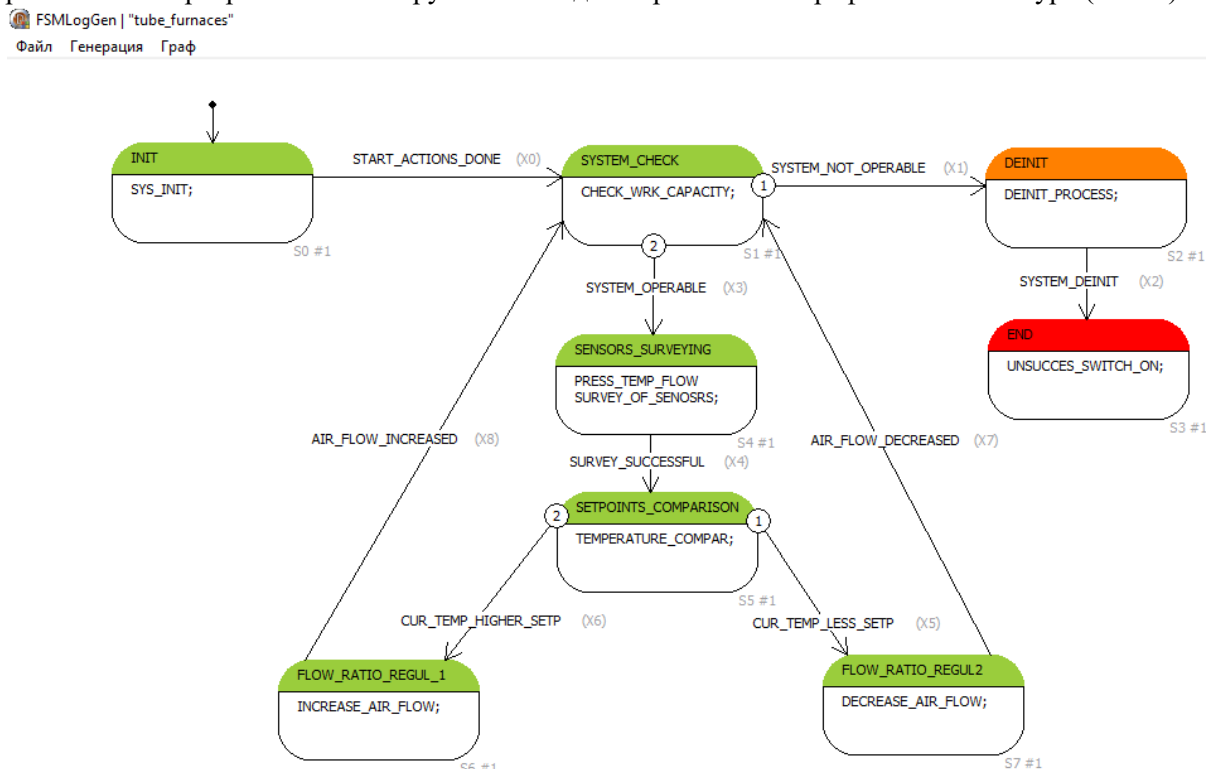 FSMLogGen | "tube_furnaces"
Файл Генерация Граф
INIT
SYS_INIT;
S0 #1
START_ACTIONS_DONE (X0)
SYSTEM_CHECK
CHECK_WRK_CAPACITY;
1
2
S1 #1
SYSTEM_NOT_OPERABLE (X1)
DEINIT
DEINIT_PROCESS;
S2 #1
SYSTEM_OPERABLE (X3)
SYSTEM_DEINIT (X2)
SENSORS_SURVEYING
PRESS_TEMP_FLOW
SURVEY_OF_SENOSRS;
S4 #1
END
UNSUCCES_SWITCH_ON;
S3 #1
AIR_FLOW_INCREASED (X8)
AIR_FLOW_DECREASED (X7)
SURVEY_SUCCESSFUL (X4)
SETPOINTS_COMPARISON
2
1
TEMPERATURE_COMPAR;
S5 #1
CUR_TEMP_HIGHER_SETP (X6)
CUR_TEMP_LESS_SETP (X5)
FLOW_RATIO_REGUL_1
INCREASE_AIR_FLOW;
S6 #1
FLOW_RATIO_REGUL2
DECREASE_AIR_FLOW;
S7 #1